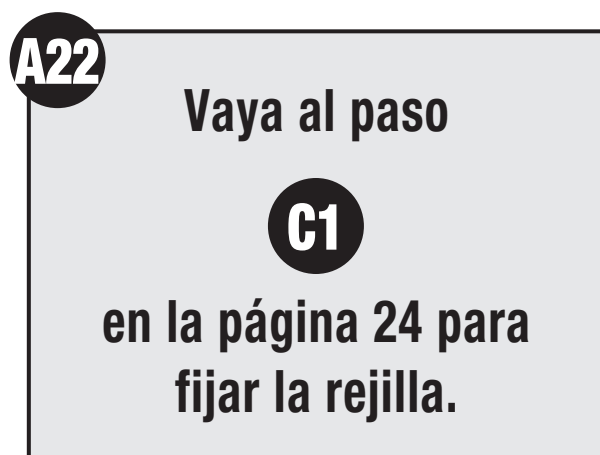 A22
Vaya al paso
C1
en la página 24 para
fijar la rejilla.